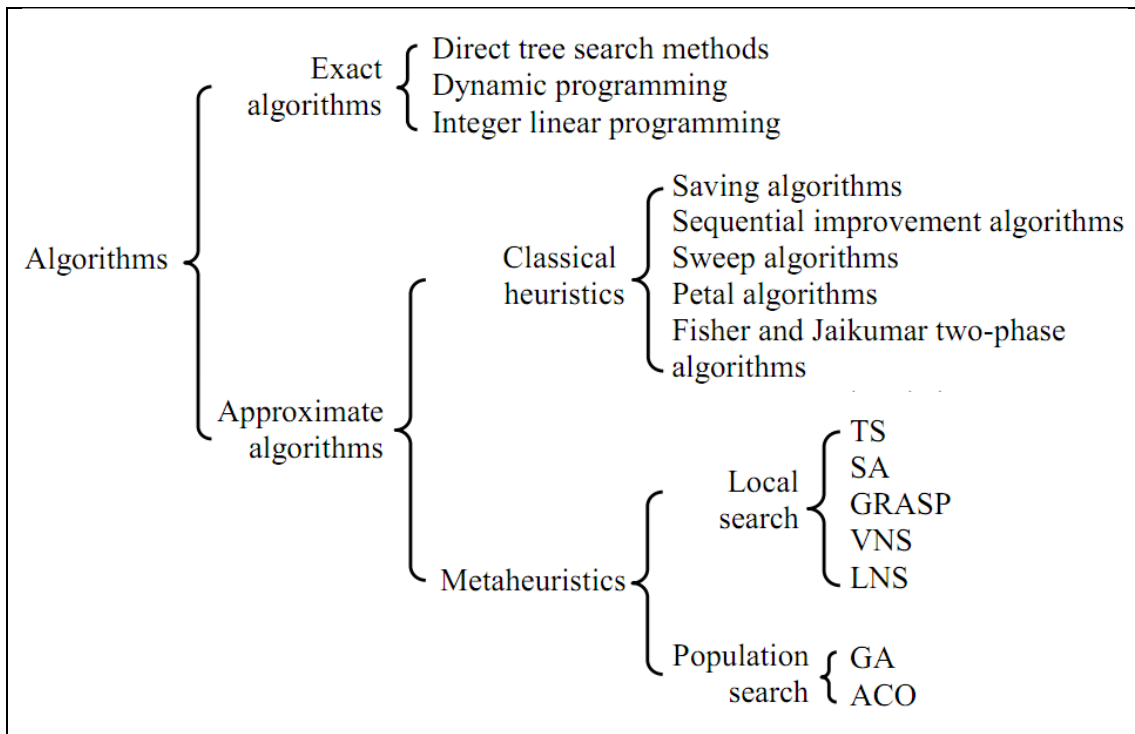 Exact
algorithms
Direct tree search methods
Dynamic programming
Integer linear programming
Algorithms
Approximate
algorithms
Classical
heuristics
Saving algorithms
Sequential improvement algorithms
Sweep algorithms
Petal algorithms
Fisher and Jaikumar two-phase
algorithms
Metaheuristics
Local
search
TS
SA
GRASP
VNS
LNS
Population
search
GA
ACO